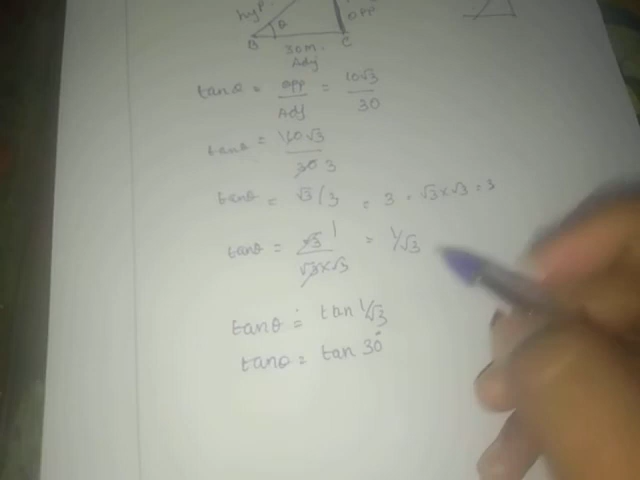 hyp.
θ
opp
B
30m.
C
Adj
tanθ = opp/Adj = 10√3/30
tanθ = 10√3/30 3
tanθ = √3/3 = 3 = √3×√3 = 3
tanθ = √3 1/√3×√3 = 1/√3
tanθ = tan 1/√3
tanθ = tan 30°